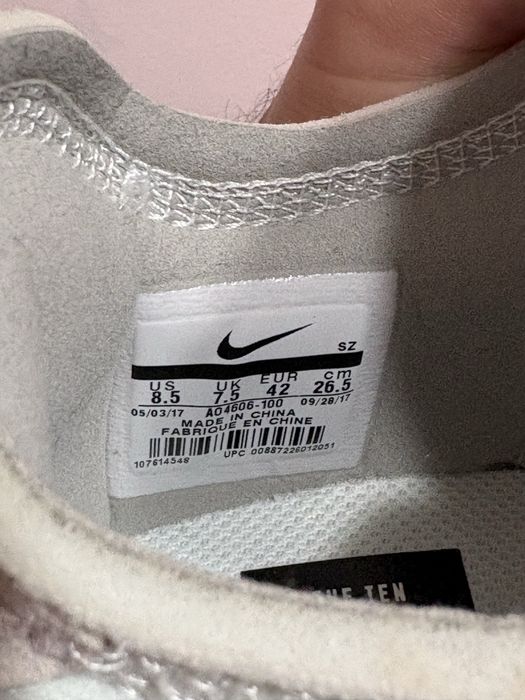 SZ
US UK EUR cm
8.5 7.5 42 26.5
05/03/17 AO4606-100 09/28/17
MADE IN CHINA
FABRIQUE EN CHINE
107614548 UPC 00887226012051
TEN